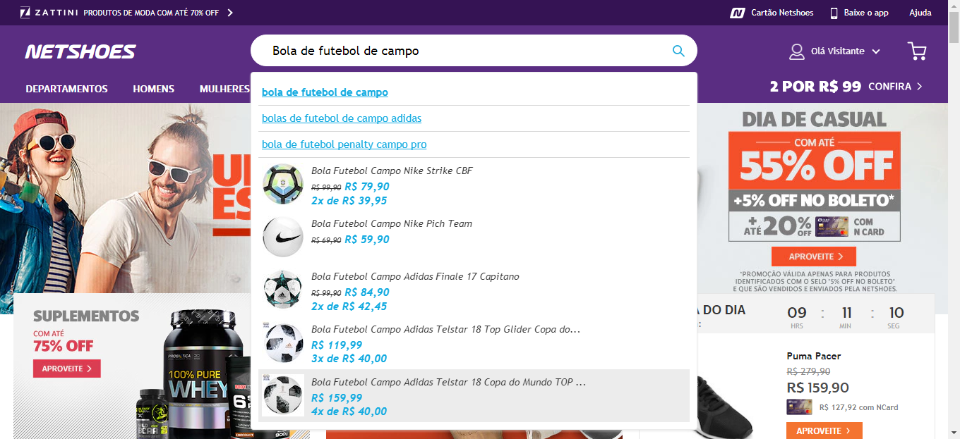 ZATTINI PRODUTOS DE MODA COM ATÉ 70% OFF
Cartão Netshoes
Baixe o app
Ajuda
NETSHOES
Bola de futebol de campo
Olá Visitante
DEPARTAMENTOS HOMENS MULHERES
2 POR R$ 99 CONFIRA
bola de futebol de campo
bolas de futebol de campo adidas
bola de futebol penalty campo pro
Bola Futebol Campo Nike Strike CBF
R$ 99,90 R$ 79,90
2x de R$ 39,95
Bola Futebol Campo Nike Pich Team
R$ 69,90 R$ 59,90
Bola Futebol Campo Adidas Finale 17 Capitano
R$ 99,90 R$ 84,90
2x de R$ 42,45
Bola Futebol Campo Adidas Telstar 18 Top Glider Copa do...
R$ 119,99
3x de R$ 40,00
Bola Futebol Campo Adidas Telstar 18 Copa do Mundo TOP ...
R$ 159,99
4x de R$ 40,00
DIA DE CASUAL
COM ATÉ
55% OFF
+5% OFF NO BOLETO*
+ ATÉ 20% OFF COM N CARD
APROVEITE
*PROMOÇÃO VÁLIDA APENAS PARA PRODUTOS
IDENTIFICADOS COM O SELO "5% OFF NO BOLETO"
E QUE SÃO VENDIDOS E ENVIADOS PELA NETSHOES.
SUPLEMENTOS
COM ATÉ
75% OFF
APROVEITE
100% PURE
WHEY
DO DIA
09 : 11 : 10
HRS MIN SEG
Puma Pacer
R$ 279,90
R$ 159,90
R$ 127,92 com NCard
APROVEITE